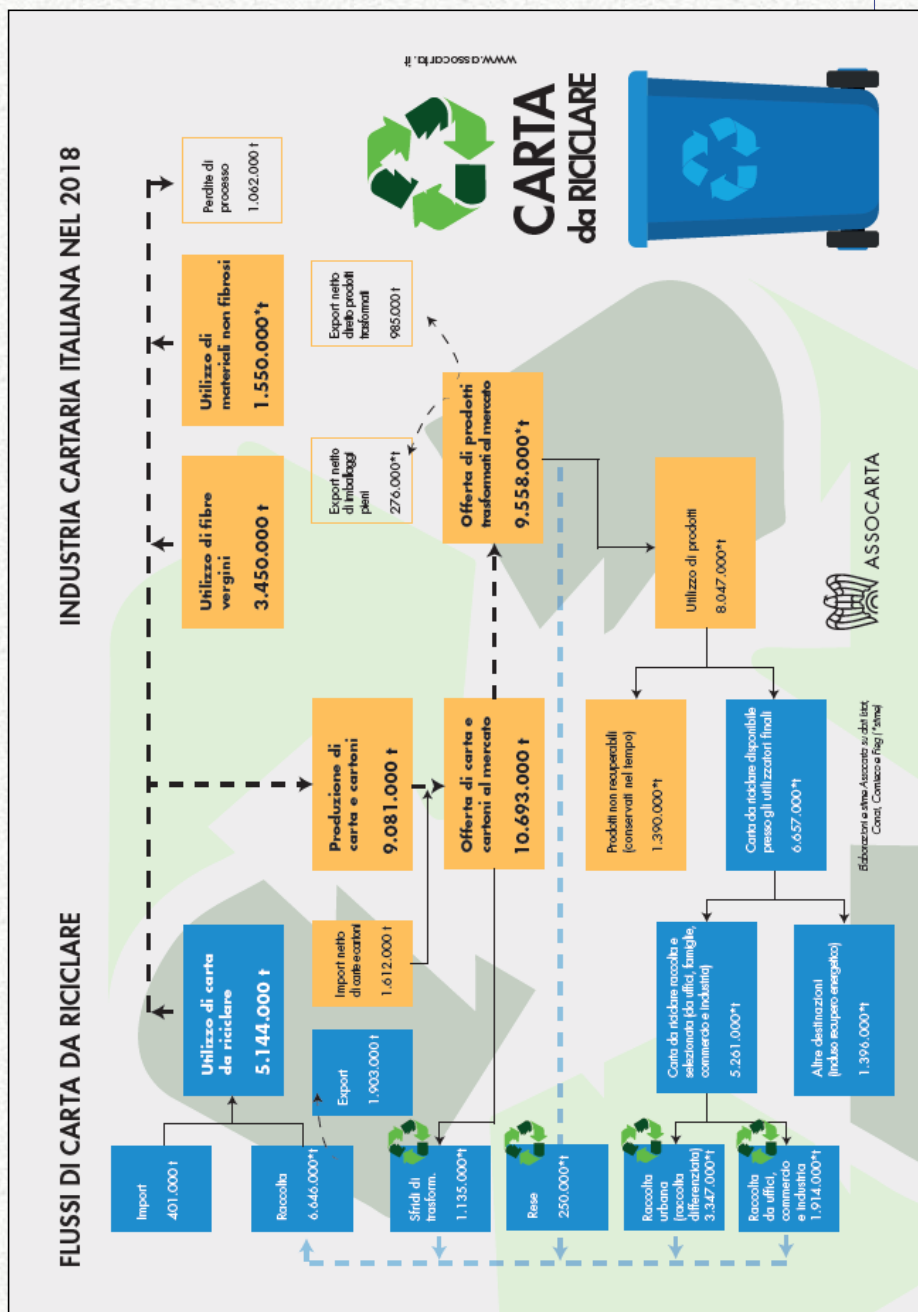 FLUSSI DI CARTA DA RICICLARE
INDUSTRIA CARTARIA ITALIANA NEL 2018
Import
401.000 t
Raccolta
6.646.000*t
Utilizzo di carta
da riciclare
5.144.000 t
Utilizzo di fibre
vergini
3.450.000 t
Utilizzo di
materiali non fibrosi
1.550.000*t
Perdite di
processo
1.062.000 t
Export
1.903.000 t
Import netto
di carte e cartoni
1.612.000 t
Produzione di
carta e cartoni
9.081.000 t
Export netto
di imballaggi
pieni
276.000*t
Export netto
diretto prodotti
trasformati
985.000 t
Sfridi di
trasform.
1.135.000*t
Offerta di carta e
cartoni al mercato
10.693.000 t
Offerta di prodotti
trasformati al mercato
9.558.000*t
Rese
250.000*t
Raccolta
urbana
(raccolta
differenziata)
3.347.000*t
Raccolta
da uffici,
commercio
e industria
1.914.000*t
Carta da riciclare raccolta e
selezionata (da uffici, famiglie,
commercio e industria)
5.261.000*t
Altre destinazioni
(incluso recupero energetico)
1.396.000*t
Prodotti non recuperabili
(conservati nel tempo)
1.390.000*t
Carta da riciclare disponibile
presso gli utilizzatori finali
6.657.000*t
Utilizzo di prodotti
8.047.000*t
Elaborazioni e stime Assocarta su dati Istat,
Conai, Comieco e Fieg (*stime)
ASSOCARTA
www.assocarta.it
CARTA
da RICICLARE